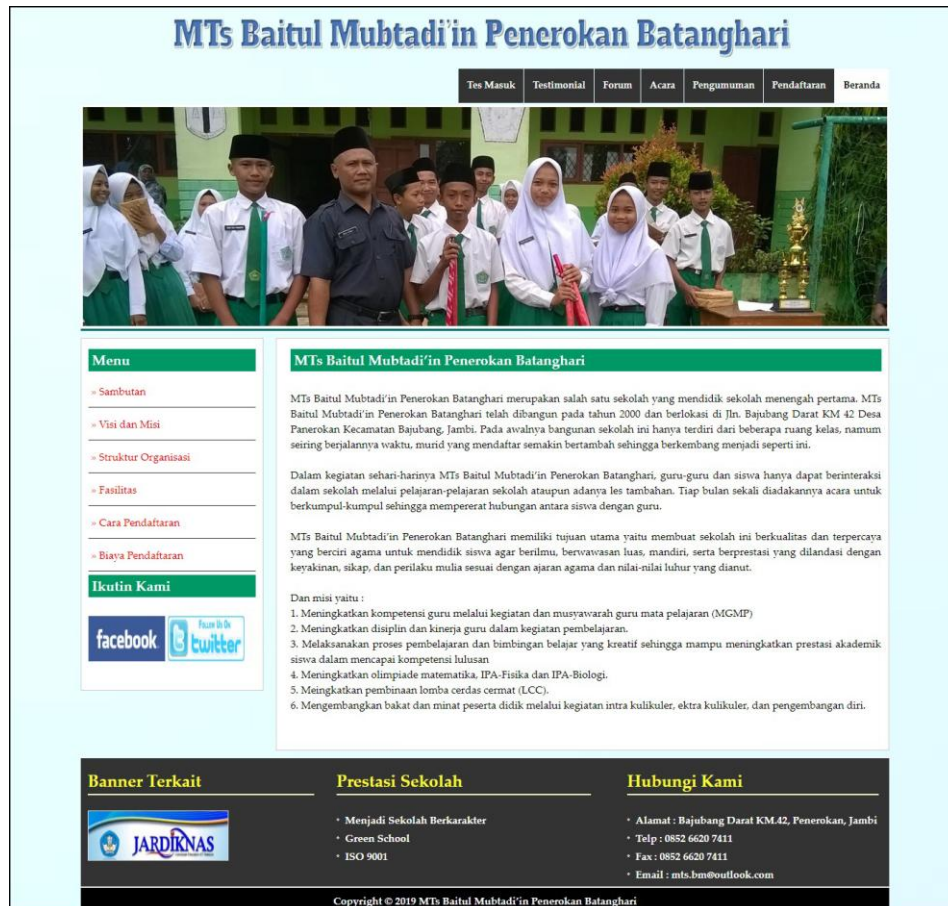 MTs Baitul Mubtadi'in Penerokan Batanghari
Tes Masuk Testimonial Forum Acara Pengumuman Pendaftaran Beranda
Menu
» Sambutan
» Visi dan Misi
» Struktur Organisasi
» Fasilitas
» Cara Pendaftaran
» Biaya Pendaftaran
Ikutin Kami
facebook
Follow Us On
twitter
MTs Baitul Mubtadi'in Penerokan Batanghari
MTs Baitul Mubtadi'in Penerokan Batanghari merupakan salah satu sekolah yang mendidik sekolah menengah pertama. MTs
Baitul Mubtadi'in Penerokan Batanghari telah dibangun pada tahun 2000 dan berlokasi di Jln. Bajubang Darat KM 42 Desa
Panerokan Kecamatan Bajubang, Jambi. Pada awalnya bangunan sekolah ini hanya terdiri dari beberapa ruang kelas, namum
seiring berjalannya waktu, murid yang mendaftar semakin bertambah sehingga berkembang menjadi seperti ini.
Dalam kegiatan sehari-harinya MTs Baitul Mubtadi'in Penerokan Batanghari, guru-guru dan siswa hanya dapat berinteraksi
dalam sekolah melalui pelajaran-pelajaran sekolah ataupun adanya les tambahan. Tiap bulan sekali diadakannya acara untuk
berkumpul-kumpul sehingga mempererat hubungan antara siswa dengan guru.
MTs Baitul Mubtadi'in Penerokan Batanghari memiliki tujuan utama yaitu membuat sekolah ini berkualitas dan terpercaya
yang berciri agama untuk mendidik siswa agar berilmu, berwawasan luas, mandiri, serta berprestasi yang dilandasi dengan
keyakinan, sikap, dan perilaku mulia sesuai dengan ajaran agama dan nilai-nilai luhur yang dianut.
Dan misi yaitu :
1. Meningkatkan kompetensi guru melalui kegiatan dan musyawarah guru mata pelajaran (MGMP)
2. Meningkatkan disiplin dan kinerja guru dalam kegiatan pembelajaran.
3. Melaksanakan proses pembelajaran dan bimbingan belajar yang kreatif sehingga mampu meningkatkan prestasi akademik
siswa dalam mencapai kompetensi lulusan
4. Meningkatkan olimpiade matematika, IPA-Fisika dan IPA-Biologi.
5. Meingkatkan pembinaan lomba cerdas cermat (LCC).
6. Mengembangkan bakat dan minat peserta didik melalui kegiatan intra kulikuler, ektra kulikuler, dan pengembangan diri.
Banner Terkait
JARDIKNAS
Prestasi Sekolah
• Menjadi Sekolah Berkarakter
• Green School
• ISO 9001
Hubungi Kami
• Alamat : Bajubang Darat KM.42, Penerokan, Jambi
• Telp : 0852 6620 7411
• Fax : 0852 6620 7411
• Email : mts.bm@outlook.com
Copyright © 2019 MTs Baitul Mubtadi'in Penerokan Batanghari